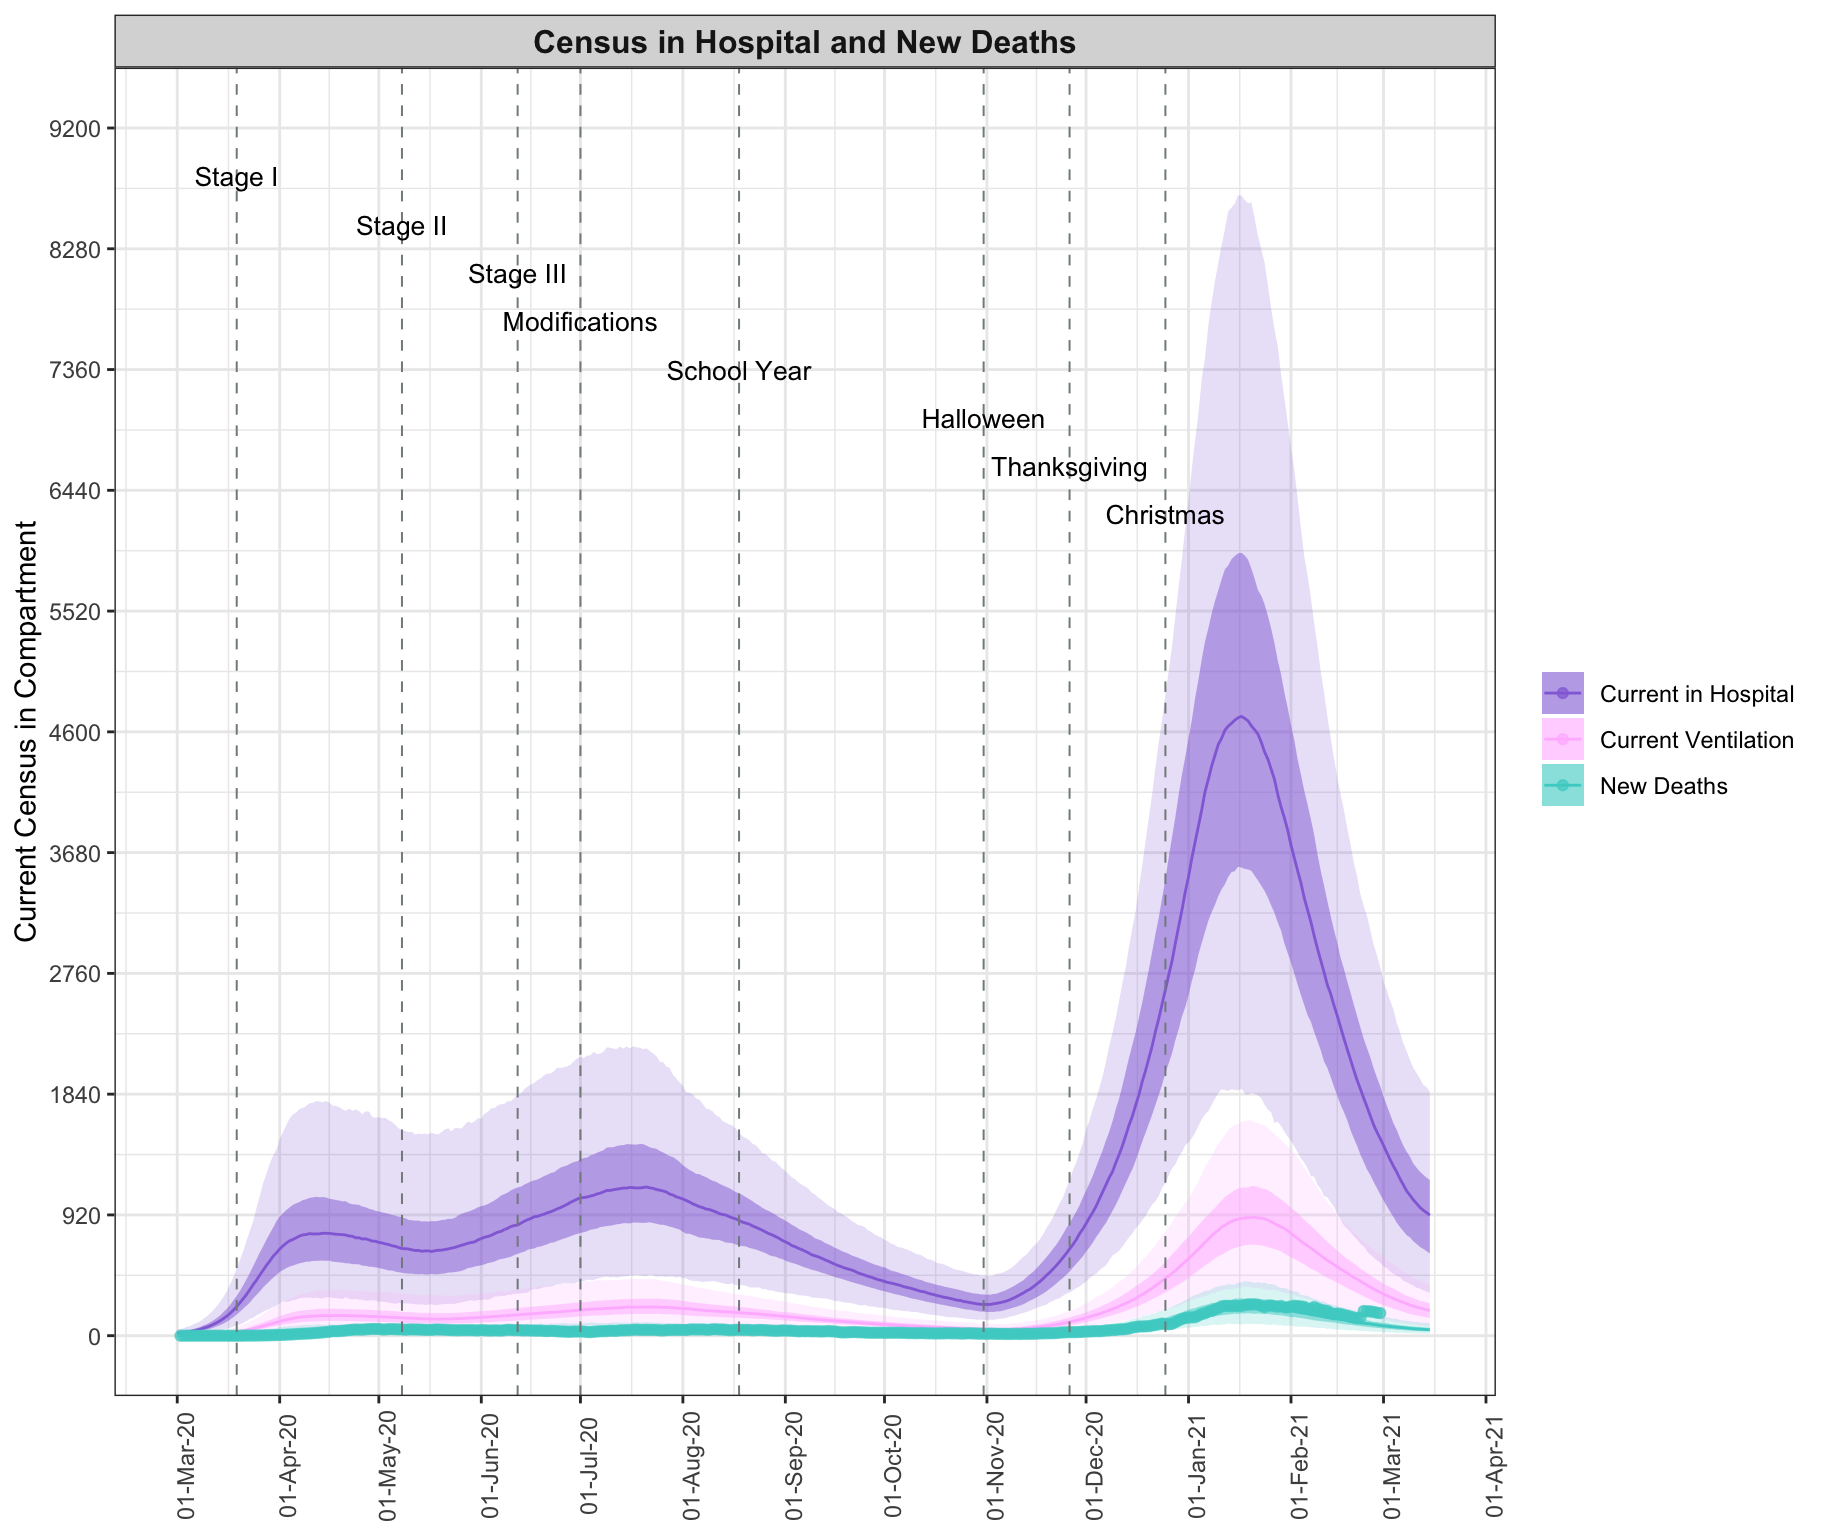 Census in Hospital and New Deaths
9200
Stage I
Stage II
8280
Stage III
Modifications
7360
School Year
Halloween
Thanksgiving
6440
Christmas
5520
4600
3680
2760
1840
920
0
Current Census in Compartment
Current in Hospital
Current Ventilation
New Deaths
01-Mar-20
01-Apr-20
01-May-20
01-Jun-20
01-Jul-20
01-Aug-20
01-Sep-20
01-Oct-20
01-Nov-20
01-Dec-20
01-Jan-21
01-Feb-21
01-Mar-21
01-Apr-21